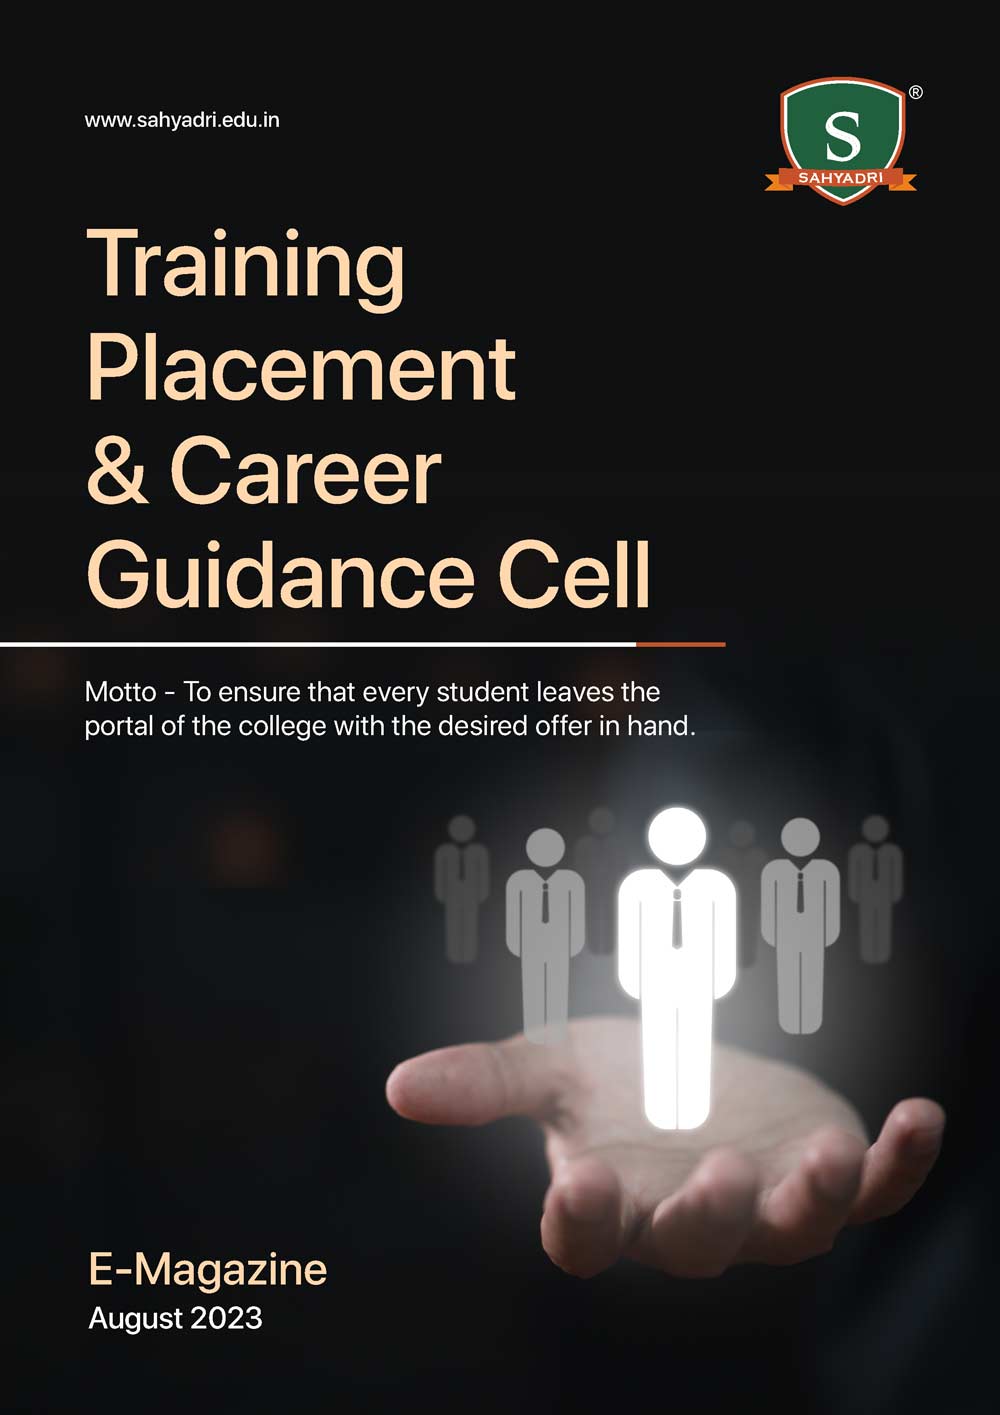 www.sahyadri.edu.in
®
S
SAHYADRI
Training
Placement
& Career
Guidance Cell
Motto - To ensure that every student leaves the
portal of the college with the desired offer in hand.
E-Magazine
August 2023